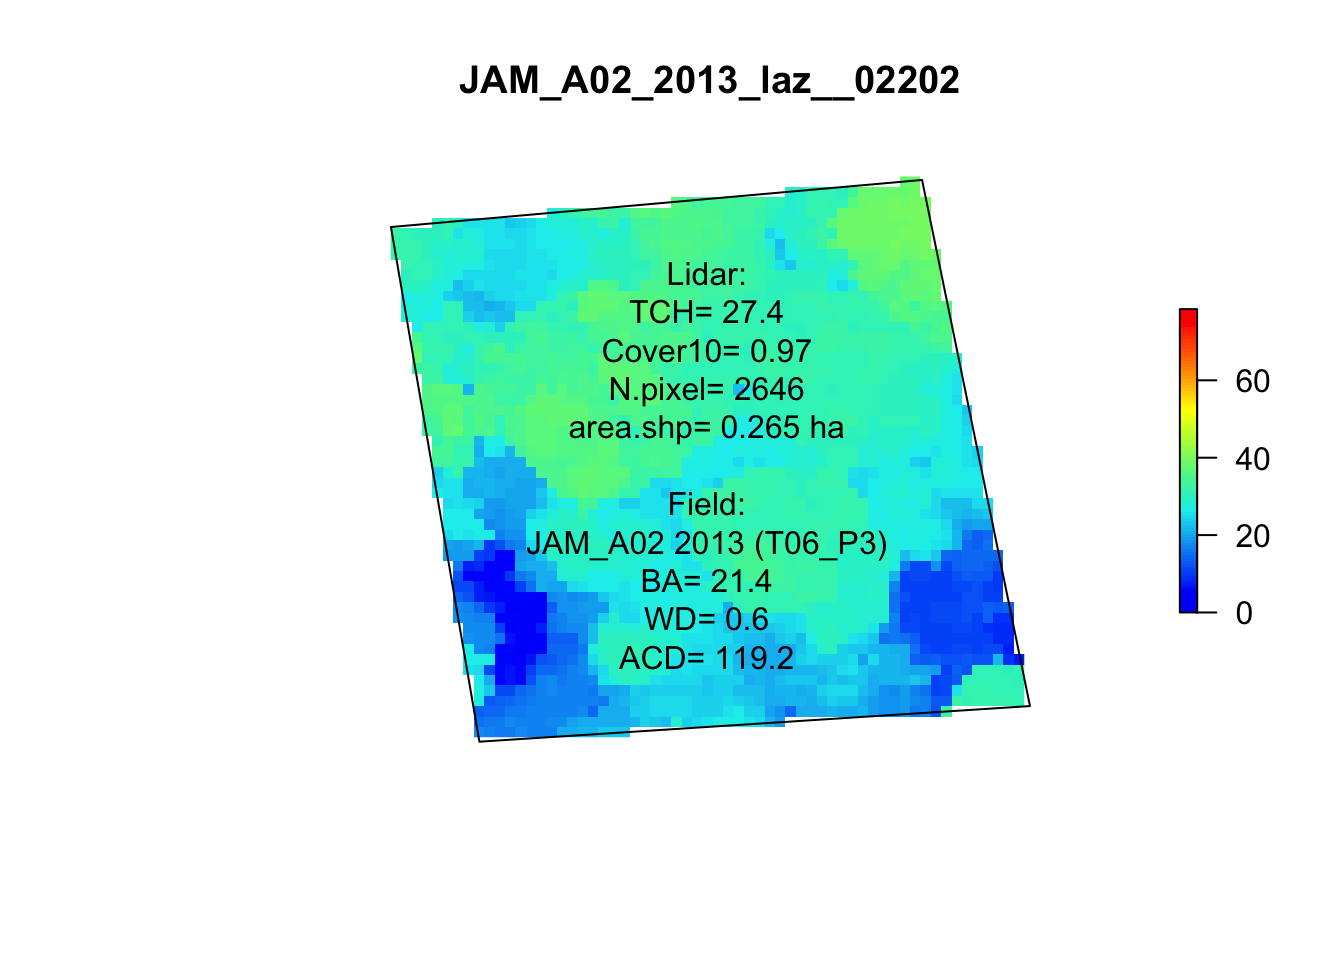 JAM_A02_2013_laz__02202
Lidar:
TCH= 27.4
Cover10= 0.97
N.pixel= 2646
area.shp= 0.265 ha
Field:
JAM_A02 2013 (T06_P3)
BA= 21.4
WD= 0.6
ACD= 119.2
60
40
20
0